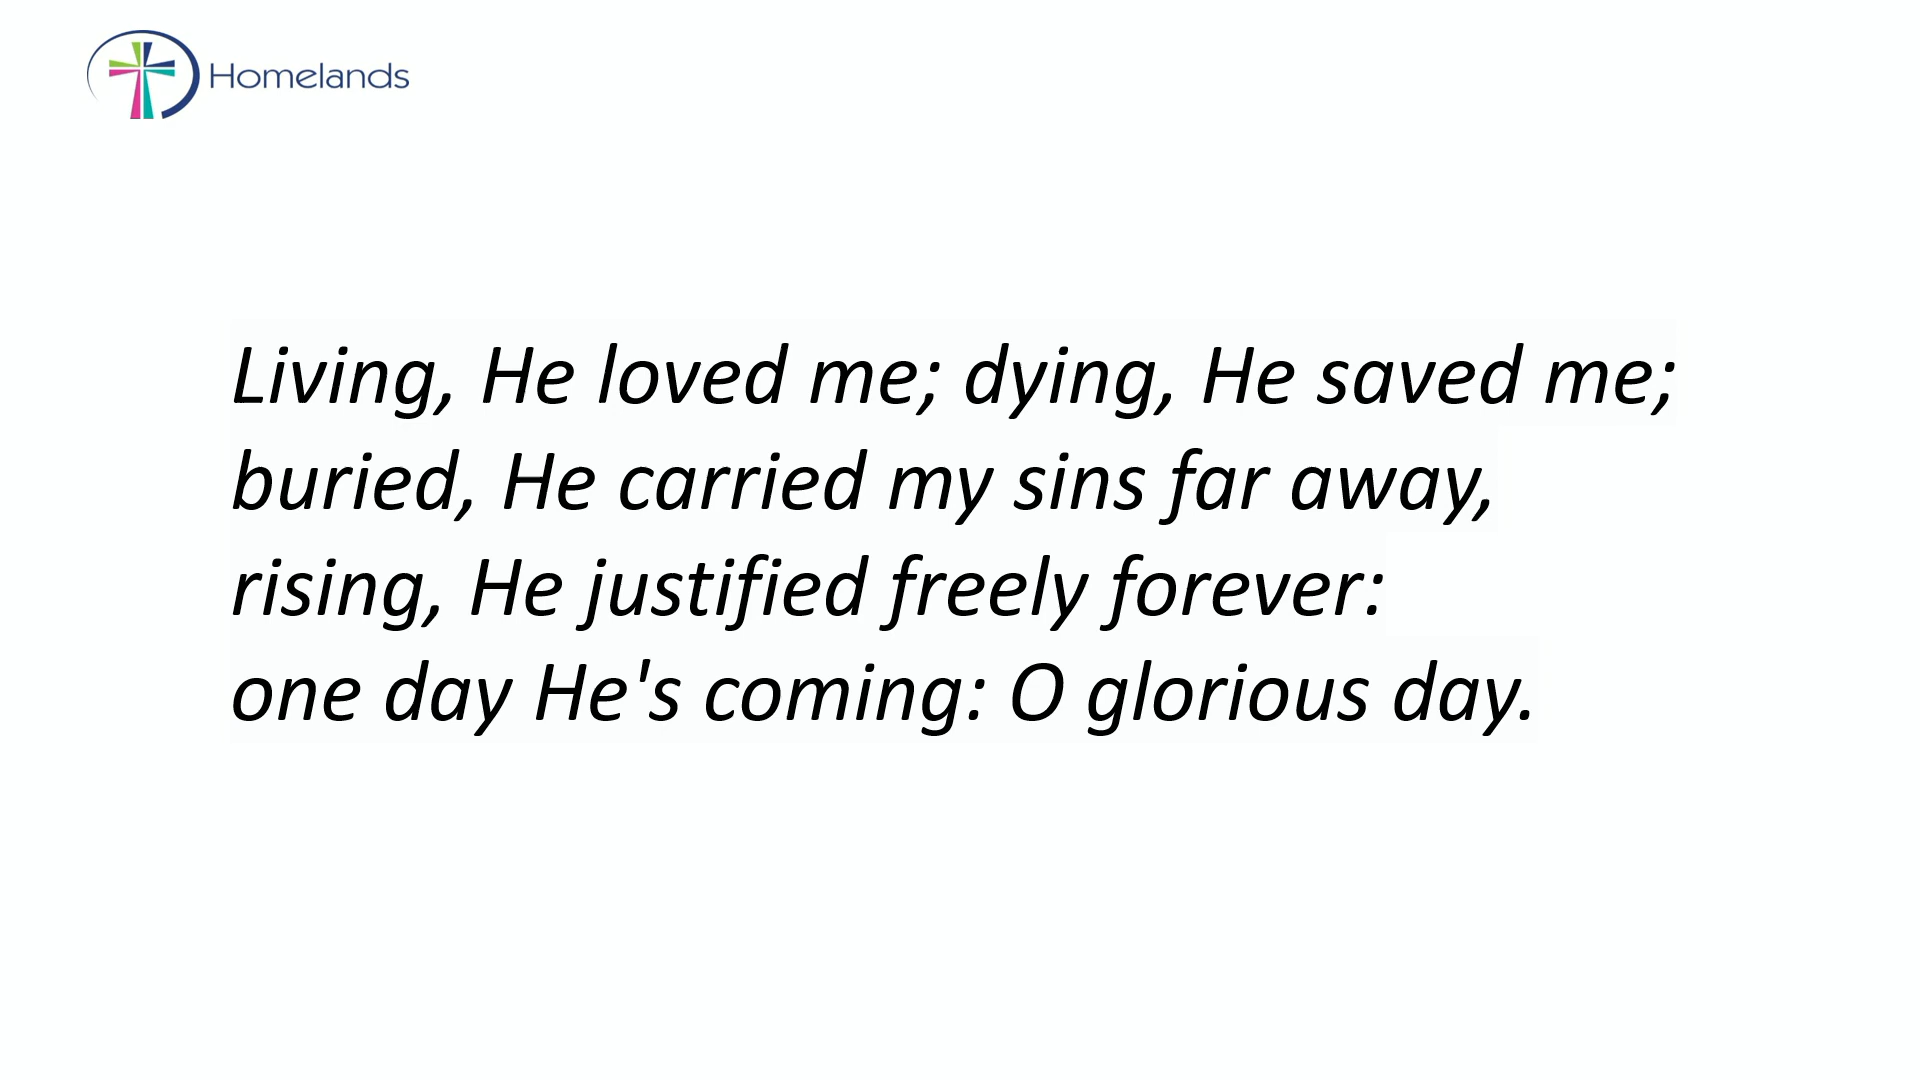 Homelands
Living, He loved me; dying, He saved me;
buried, He carried my sins far away,
rising, He justified freely forever:
one day He's coming: O glorious day.